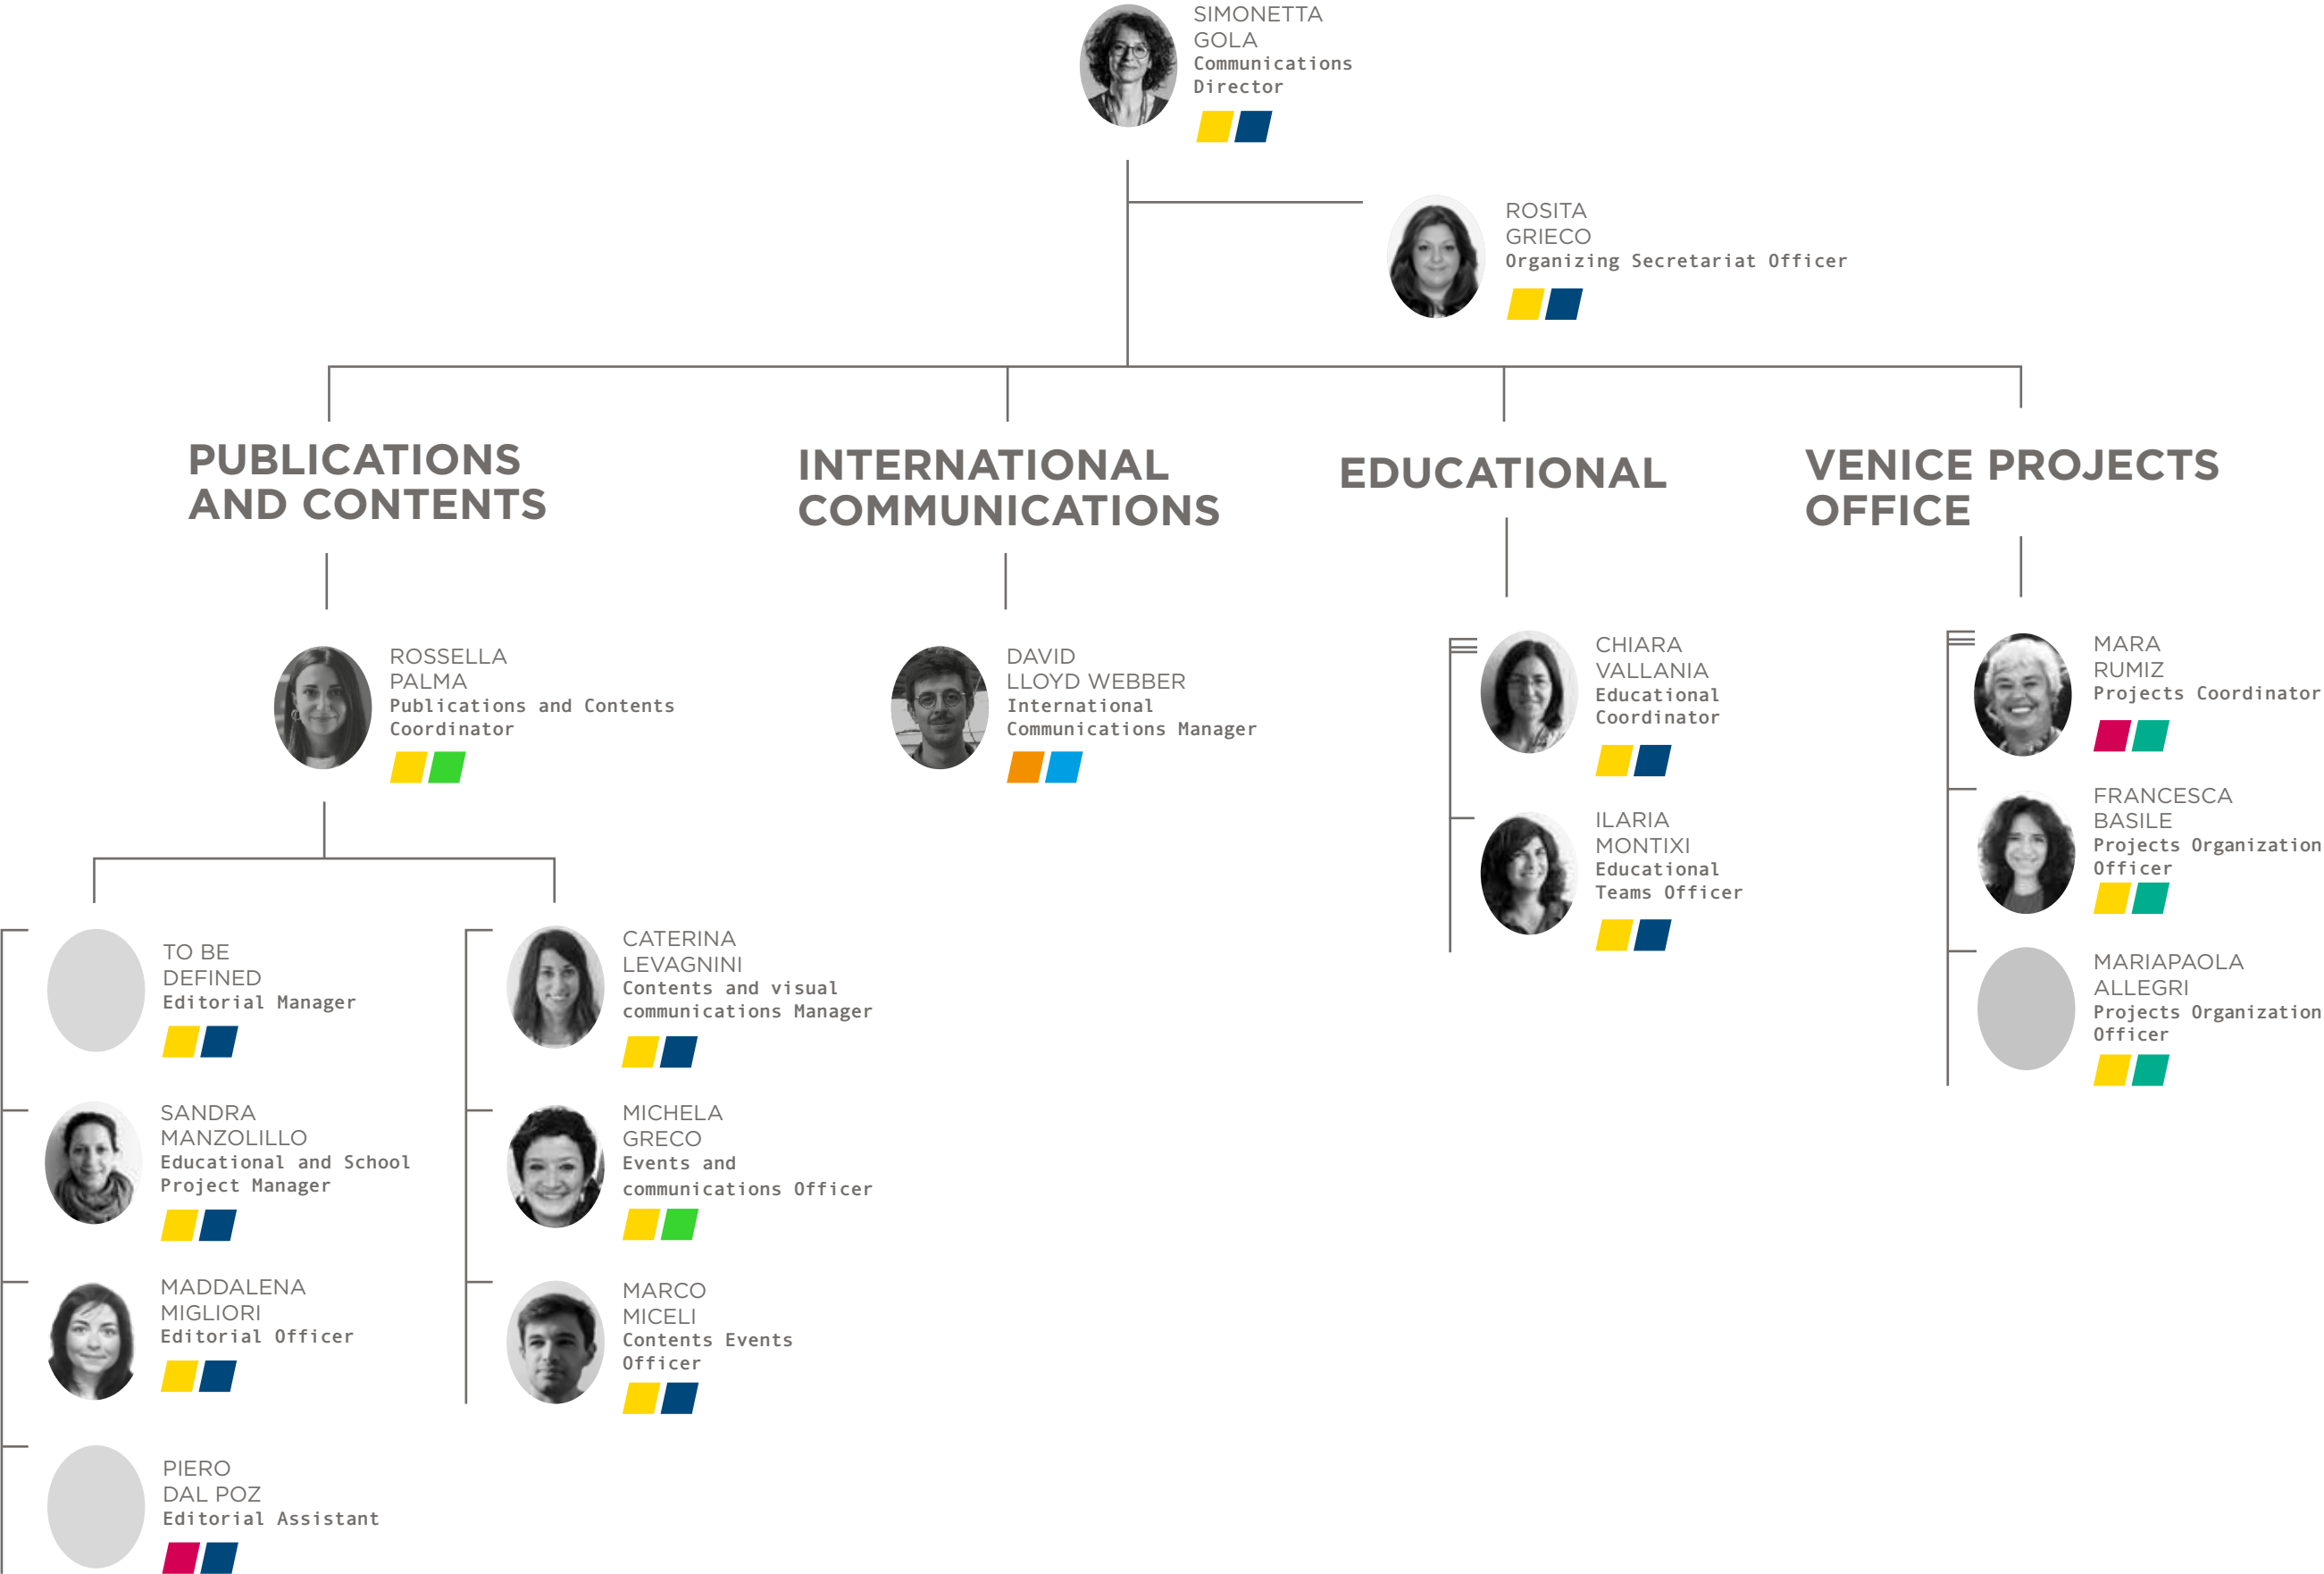 SIMONETTA
GOLA
Communications
Director
ROSITA
GRIECO
Organizing Secretariat Officer
PUBLICATIONS
AND CONTENTS
INTERNATIONAL
COMMUNICATIONS
EDUCATIONAL
VENICE PROJECTS
OFFICE
ROSSELLA
PALMA
Publications and Contents
Coordinator
DAVID
LLOYD WEBBER
International
Communications Manager
CHIARA
VALLANIA
Educational
Coordinator
ILARIA
MONTIXI
Educational
Teams Officer
MARA
RUMIZ
Projects Coordinator
FRANCESCA
BASILE
Projects Organization
Officer
MARIAPAOLA
ALLEGRI
Projects Organization
Officer
TO BE
DEFINED
Editorial Manager
SANDRA
MANZOLILLO
Educational and School
Project Manager
MADDALENA
MIGLIORI
Editorial Officer
PIERO
DAL POZ
Editorial Assistant
CATERINA
LEVAGNINI
Contents and visual
communications Manager
MICHELA
GRECO
Events and
communications Officer
MARCO
MICELI
Contents Events
Officer